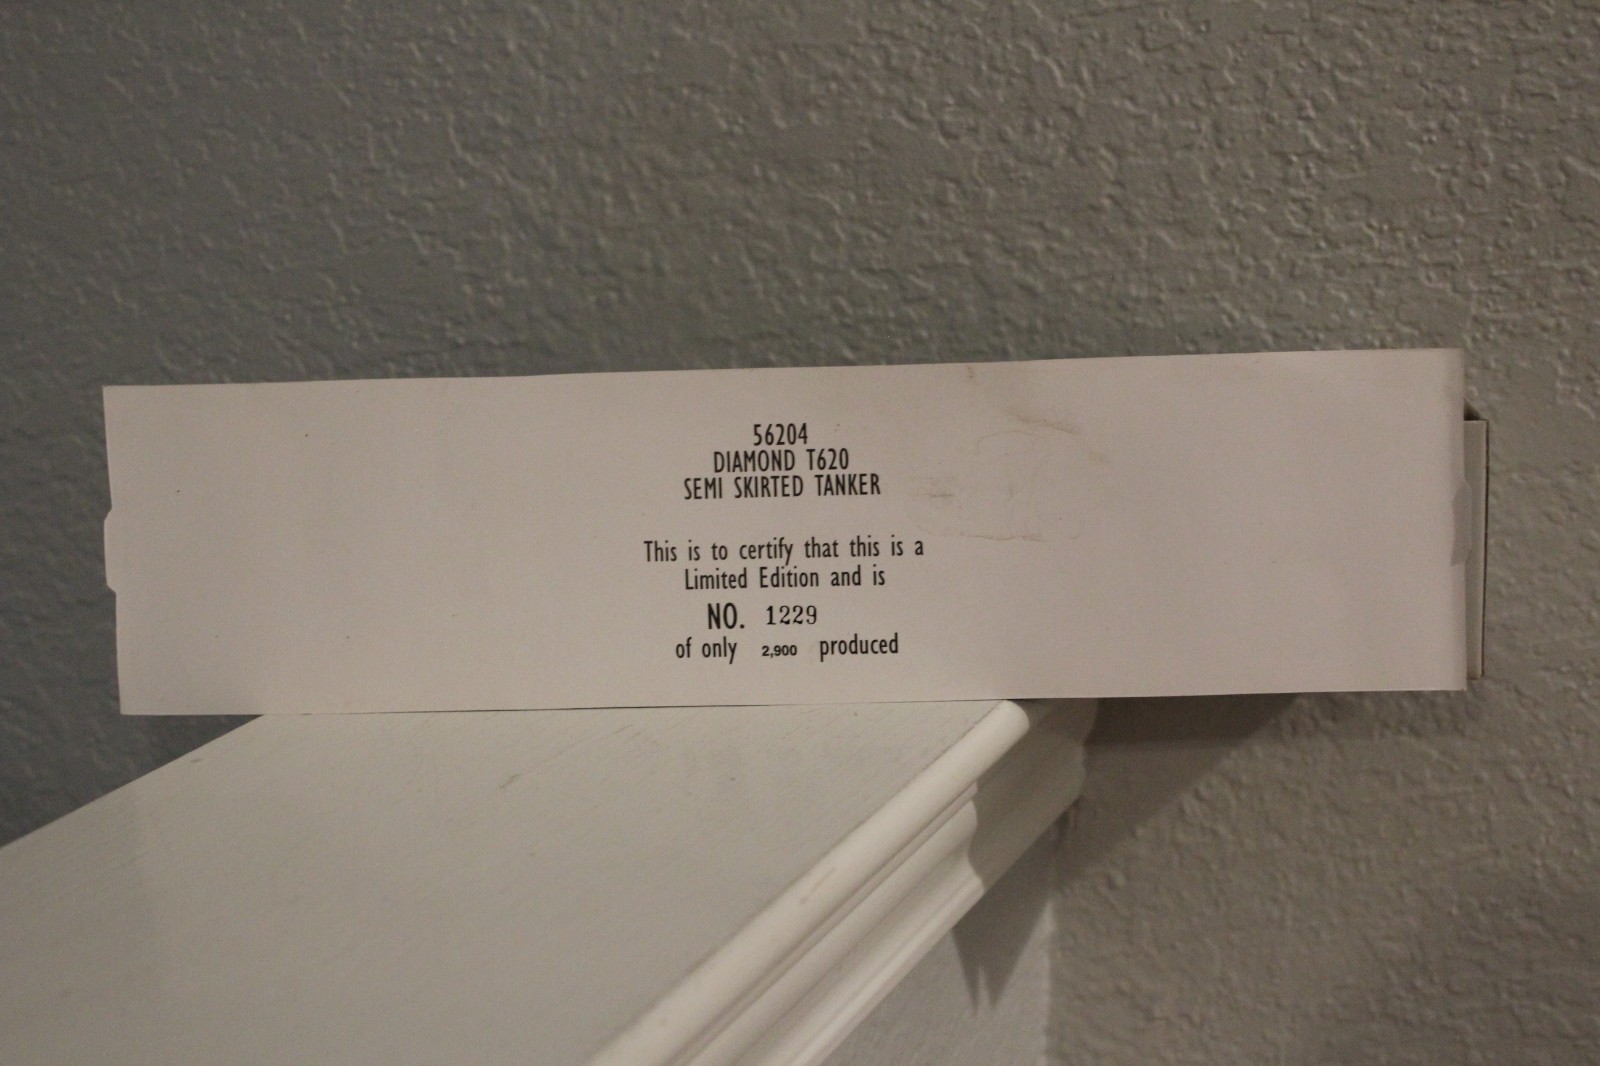 56204
DIAMOND T620
SEMI SKIRTED TANKER
This is to certify that this is a
Limited Edition and is
NO. 1229
of only 2,900 produced